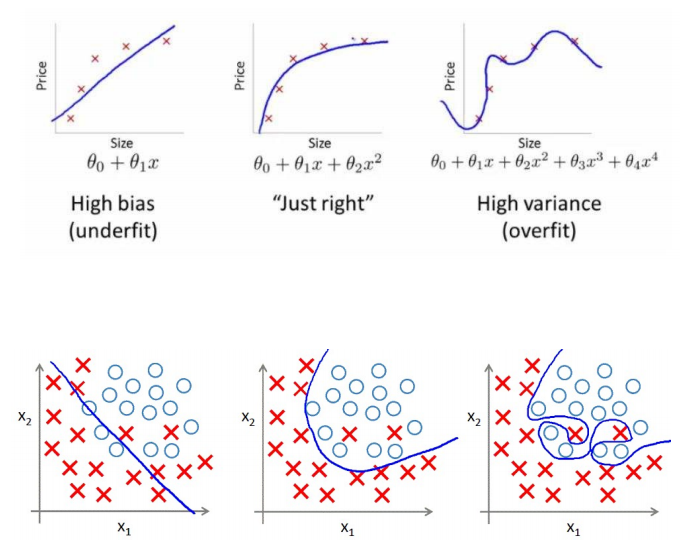 Price
Size
θ₀ + θ₁x
High bias
(underfit)
Price
Size
θ₀ + θ₁x + θ₂x²
“Just right”
Price
Size
θ₀ + θ₁x + θ₂x² + θ₃x³ + θ₄x⁴
High variance
(overfit)
x₂
x₁
x₂
x₁
x₂
x₁